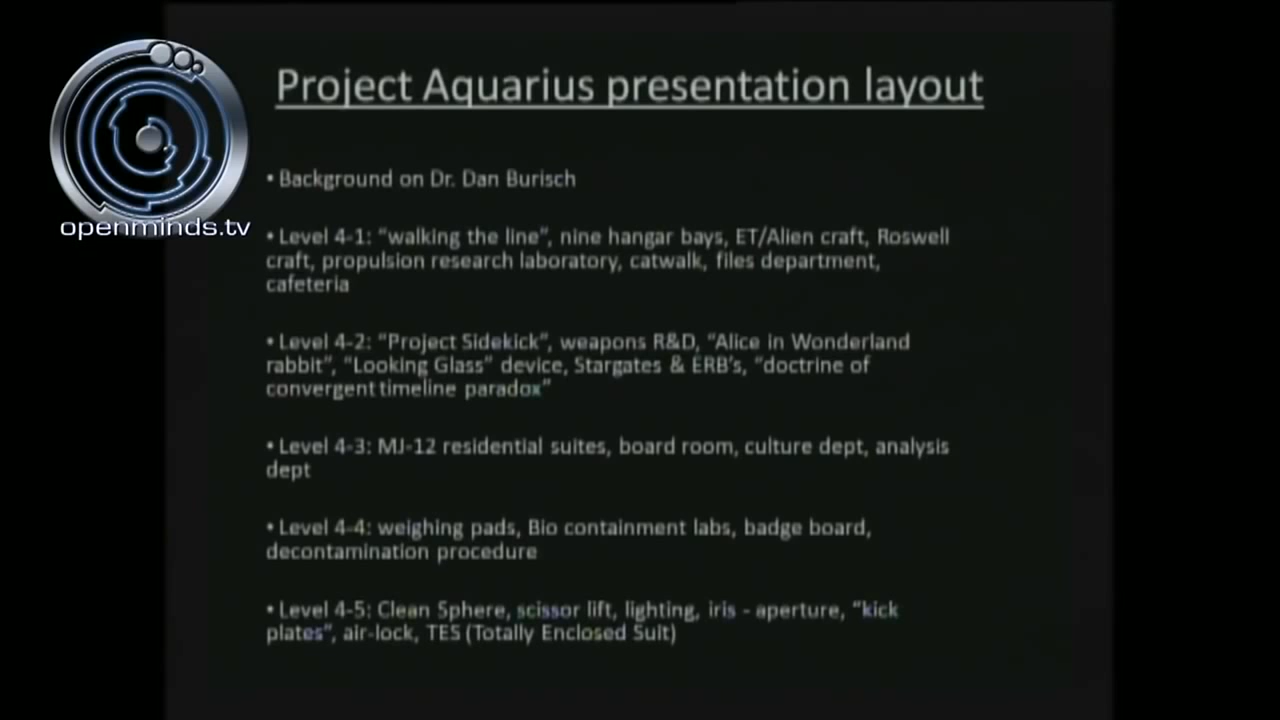 Project Aquarius presentation layout
openminds.tv
• Background on Dr. Dan Burisch
• Level 4-1: “walking the line”, nine hangar bays, ET/Alien craft, Roswell
craft, propulsion research laboratory, catwalk, files department,
cafeteria
• Level 4-2: “Project Sidekick”, weapons R&D, “Alice in Wonderland
rabbit”, “Looking Glass” device, Stargates & ERB’s, “doctrine of
convergent timeline paradox”
• Level 4-3: MJ-12 residential suites, board room, culture dept, analysis
dept
• Level 4-4: weighing pads, Bio containment labs, badge board,
decontamination procedure
• Level 4-5: Clean Sphere, scissor lift, lighting, iris - aperture, “kick
plates”, air-lock, TES (Totally Enclosed Suit)